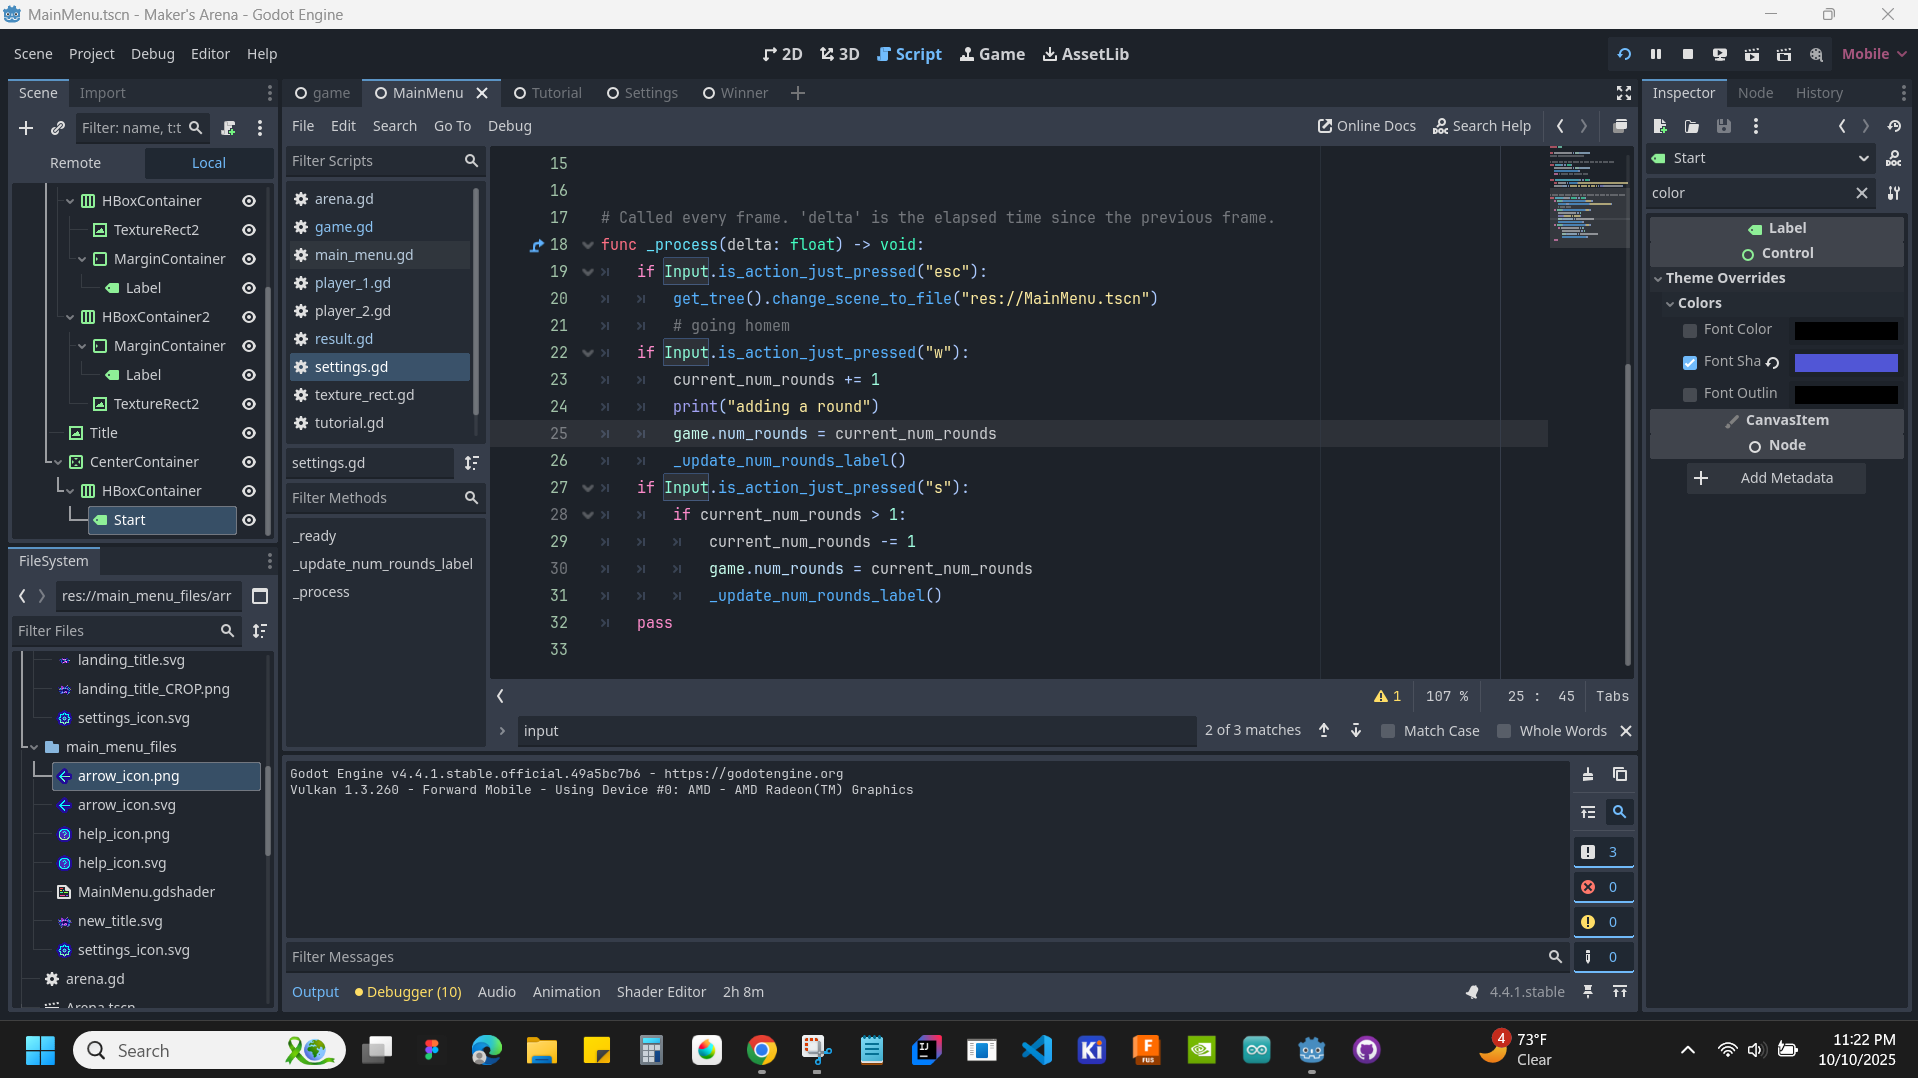 MainMenu.tscn - Maker's Arena - Godot Engine
Scene Project Debug Editor Help
2D 3D Script Game AssetLib
Mobile
Scene Import
Filter: name, t:t
Remote Local
HBoxContainer
TextureRect2
MarginContainer
Label
HBoxContainer2
MarginContainer
Label
TextureRect2
Title
CenterContainer
HBoxContainer
Start
FileSystem
res://main_menu_files/arr
Filter Files
landing_title.svg
landing_title_CROP.png
settings_icon.svg
main_menu_files
arrow_icon.png
arrow_icon.svg
help_icon.png
help_icon.svg
MainMenu.gdshader
new_title.svg
settings_icon.svg
arena.gd
Arena.tscn
game MainMenu Tutorial Settings Winner
File Edit Search Go To Debug
Online Docs Search Help
Filter Scripts
arena.gd
game.gd
main_menu.gd
player_1.gd
player_2.gd
result.gd
settings.gd
texture_rect.gd
tutorial.gd
settings.gd
Filter Methods
_ready
_update_num_rounds_label
_process
15
16
17 # Called every frame. 'delta' is the elapsed time since the previous frame.
18 func _process(delta: float) -> void:
19 if Input.is_action_just_pressed("esc"):
20 get_tree().change_scene_to_file("res://MainMenu.tscn")
21 # going homem
22 if Input.is_action_just_pressed("w"):
23 current_num_rounds += 1
24 print("adding a round")
25 game.num_rounds = current_num_rounds
26 _update_num_rounds_label()
27 if Input.is_action_just_pressed("s"):
28 if current_num_rounds > 1:
29 current_num_rounds -= 1
30 game.num_rounds = current_num_rounds
31 _update_num_rounds_label()
32 pass
33
1 107 % 25 : 45 Tabs
input 2 of 3 matches Match Case Whole Words
Godot Engine v4.4.1.stable.official.49a5bc7b6 - https://godotengine.org
Vulkan 1.3.260 - Forward Mobile - Using Device #0: AMD - AMD Radeon(TM) Graphics
3
0
0
0
Filter Messages
Output Debugger (10) Audio Animation Shader Editor 2h 8m
4.4.1.stable
Inspector Node History
Start
color
Label
Control
Theme Overrides
Colors
Font Color
Font Sha
Font Outlin
CanvasItem
Node
Add Metadata
Search
IJ
Ki
F
FUS
4
73°F
Clear
11:22 PM
10/10/2025